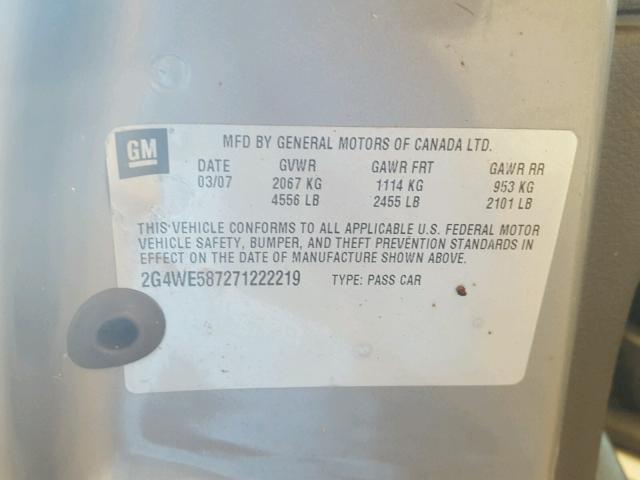 GM
MFD BY GENERAL MOTORS OF CANADA LTD.
DATE GVWR GAWR FRT GAWR RR
03/07 2067 KG 1114 KG 953 KG
4556 LB 2455 LB 2101 LB
THIS VEHICLE CONFORMS TO ALL APPLICABLE U.S. FEDERAL MOTOR
VEHICLE SAFETY, BUMPER, AND THEFT PREVENTION STANDARDS IN
EFFECT ON THE DATE OF MANUFACTURE SHOWN ABOVE.
2G4WE587271222219 TYPE: PASS CAR